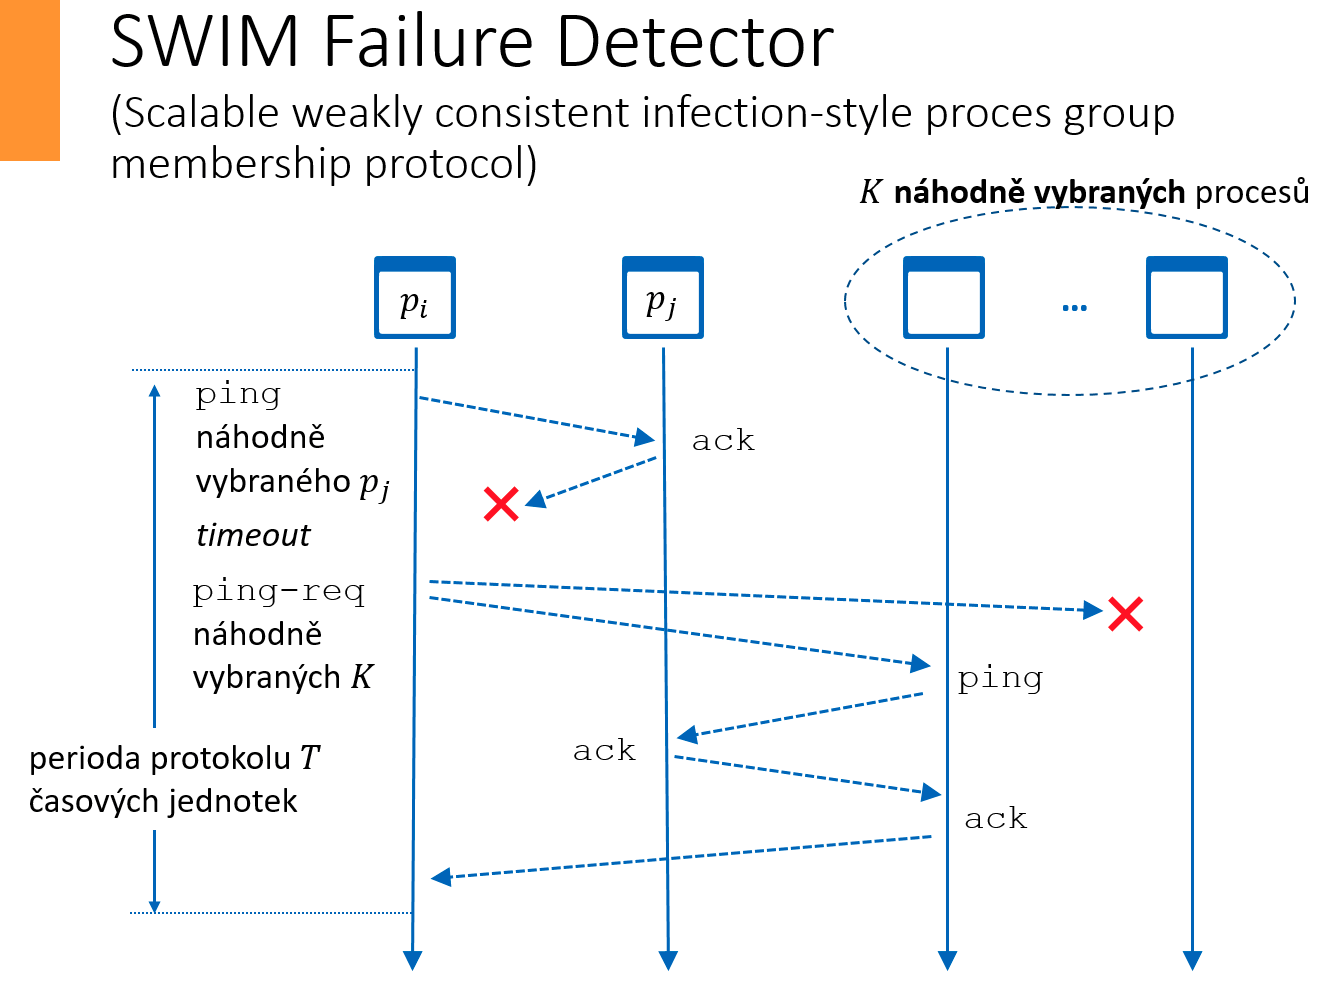 SWIM Failure Detector
(Scalable weakly consistent infection-style proces group
membership protocol)
K náhodně vybraných procesů
p_i
p_j
...
ping
náhodně
vybraného p_j
ack
timeout
ping-req
náhodně
vybraných K
ping
ack
perioda protokolu T
časových jednotek
ack